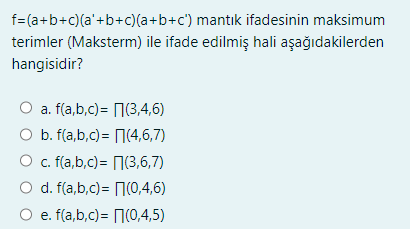 f=(a+b+c)(a'+b+c)(a+b+c') mantık ifadesinin maksimum
terimler (Maksterm) ile ifade edilmiş hali aşağıdakilerden
hangisidir?
a. f(a,b,c)= ∏(3,4,6)
b. f(a,b,c)= ∏(4,6,7)
c. f(a,b,c)= ∏(3,6,7)
d. f(a,b,c)= ∏(0,4,6)
e. f(a,b,c)= ∏(0,4,5)